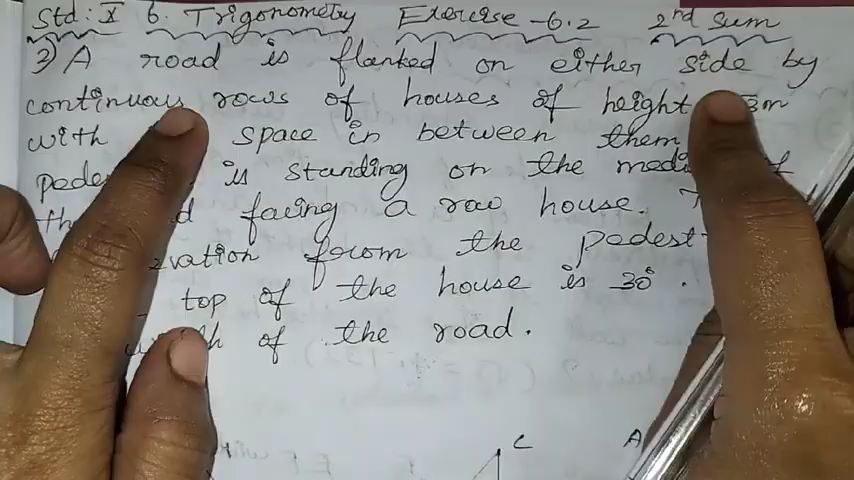 Std: X 6. Trigonometry Exercise - 6.2 2nd sum
3) A road is flanked on either side by
continuous rows of houses of height
with space in between them
is standing on the
facing a row house.
from the
top of the house is 30°.
of the road.
C
A